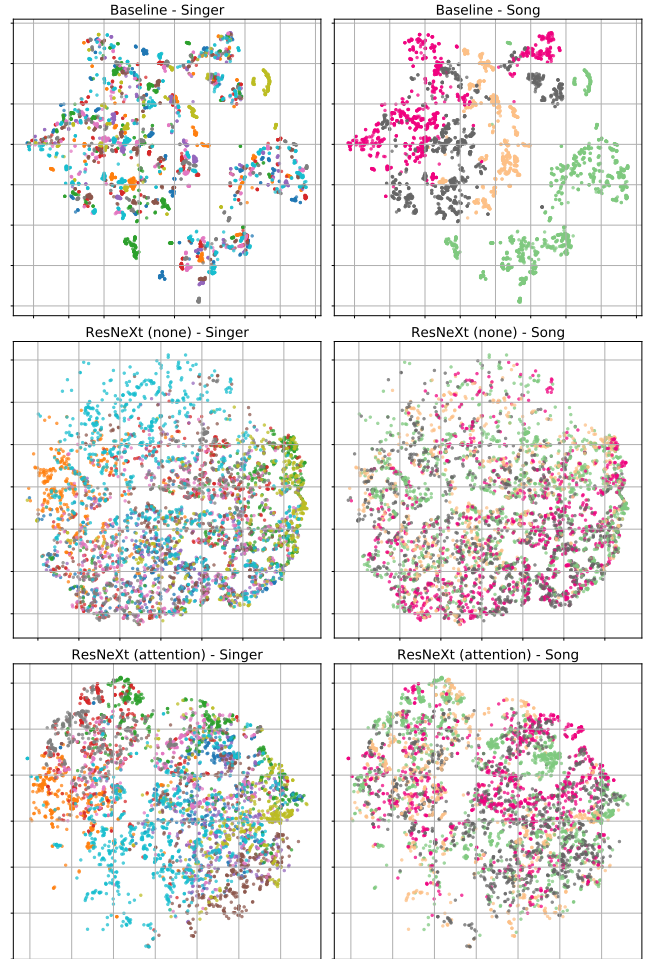 Baseline - Singer
Baseline - Song
ResNeXt (none) - Singer
ResNeXt (none) - Song
ResNeXt (attention) - Singer
ResNeXt (attention) - Song